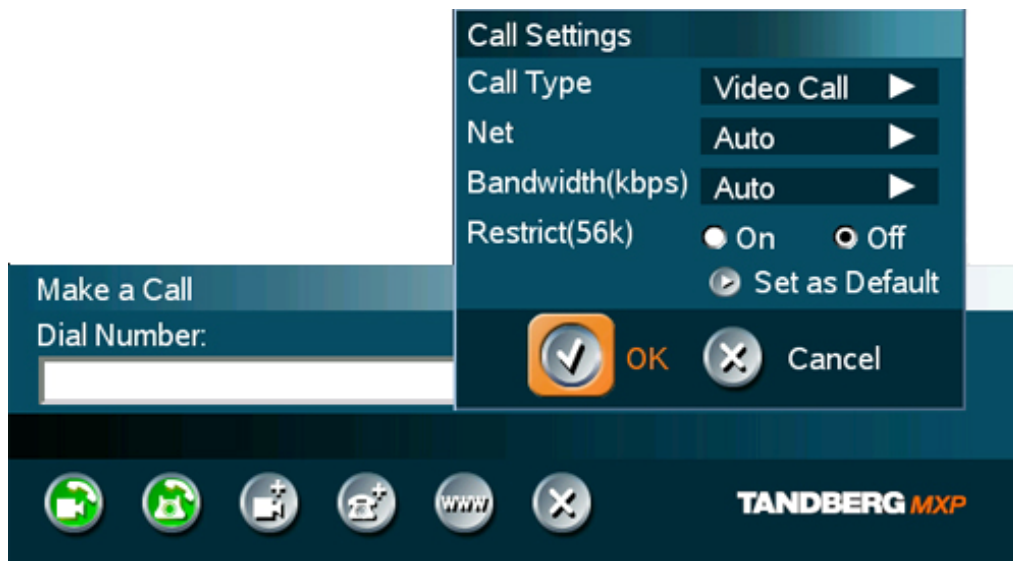 Call Settings
Call Type Video Call
Net Auto
Bandwidth(kbps) Auto
Restrict(56k) On Off
Set as Default
OK Cancel
Make a Call
Dial Number:
www
TANDBERG MXP